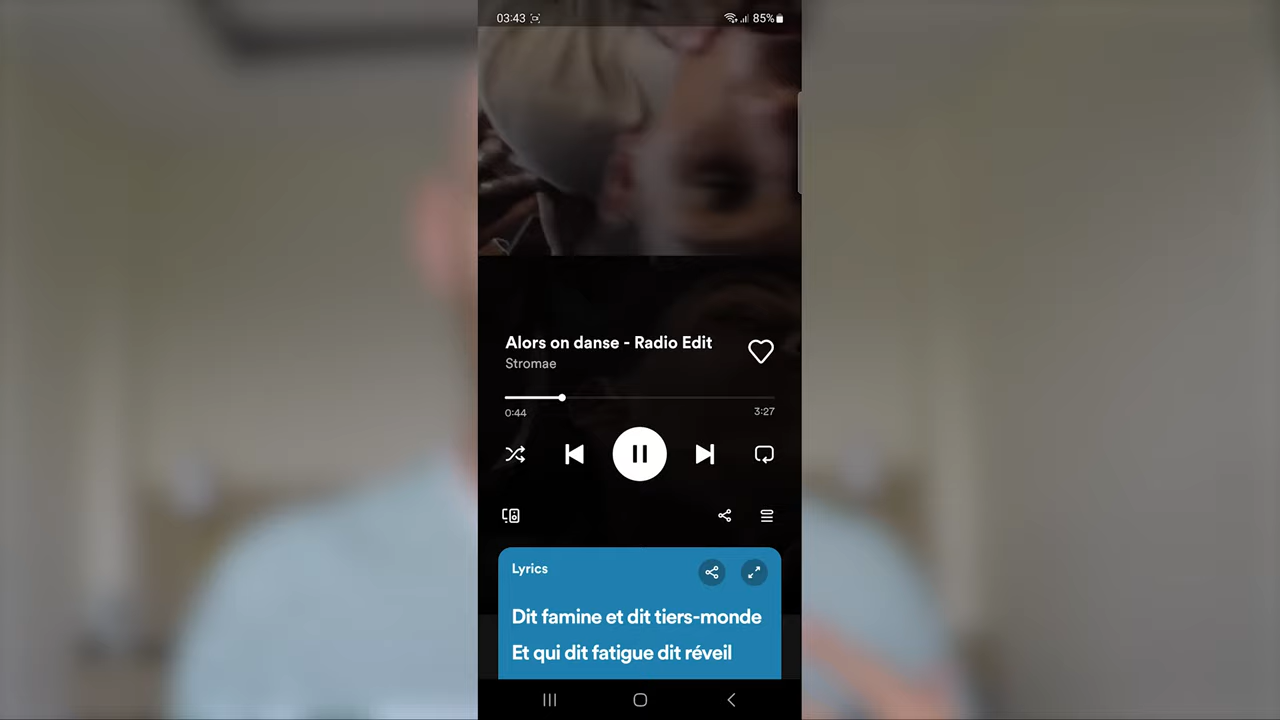 03:43
85%
Alors on danse - Radio Edit
Stromae
0:44
3:27
Lyrics
Dit famine et dit tiers-monde
Et qui dit fatigue dit réveil